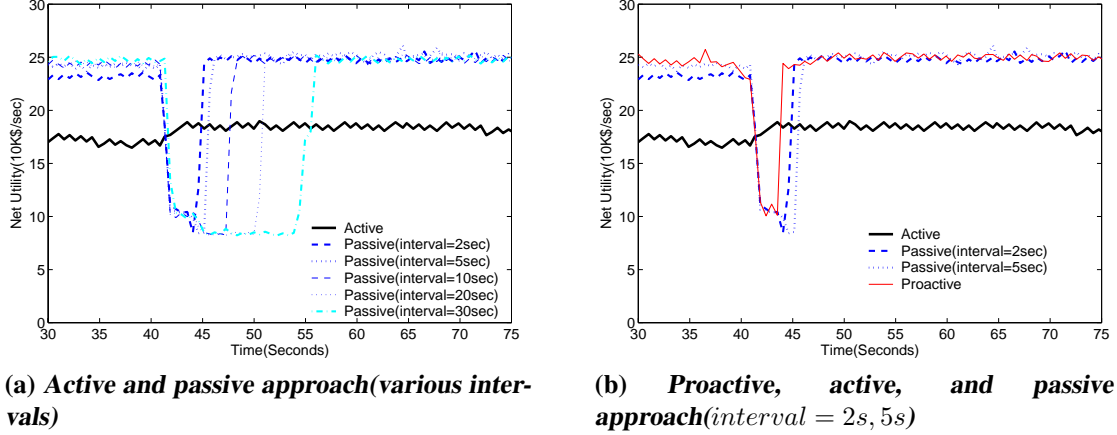 30
25
20
15
10
5
0
Net Utility(10K$/sec)
Active
Passive(interval=2sec)
Passive(interval=5sec)
Passive(interval=10sec)
Passive(interval=20sec)
Passive(interval=30sec)
30 35 40 45 50 55 60 65 70 75
Time(Seconds)
(a) Active and passive approach(various inter-
vals)
30
25
20
15
10
5
0
Net Utility(10K$/sec)
Active
Passive(interval=2sec)
Passive(interval=5sec)
Proactive
30 35 40 45 50 55 60 65 70 75
Time(Seconds)
(b) Proactive, active, and passive
approach(interval = 2s, 5s)